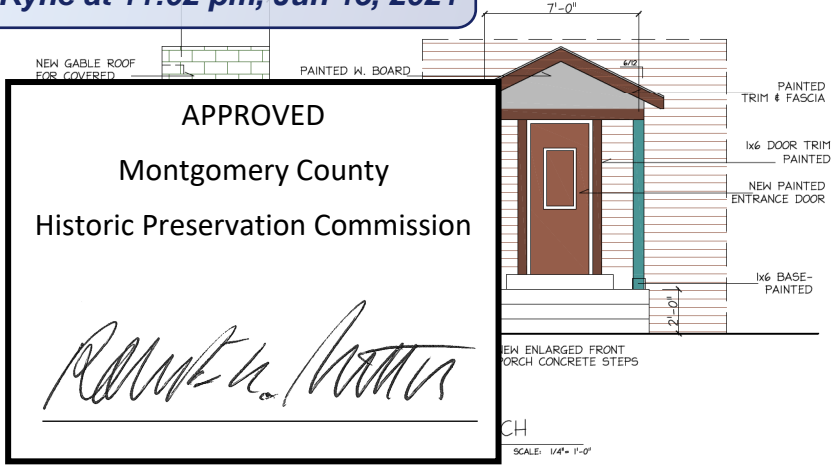 at 11:02 pm, Jun 16, 2021
7'-0"
NEW GABLE ROOF
FOR COVERED
PAINTED W. BOARD
6/12
PAINTED
TRIM & FASCIA
1x6 DOOR TRIM
PAINTED
NEW PAINTED
ENTRANCE DOOR
1x6 BASE-
PAINTED
2'-0"
NEW ENLARGED FRONT
PORCH CONCRETE STEPS
CH
SCALE: 1/4"= 1'-0"
APPROVED
Montgomery County
Historic Preservation Commission